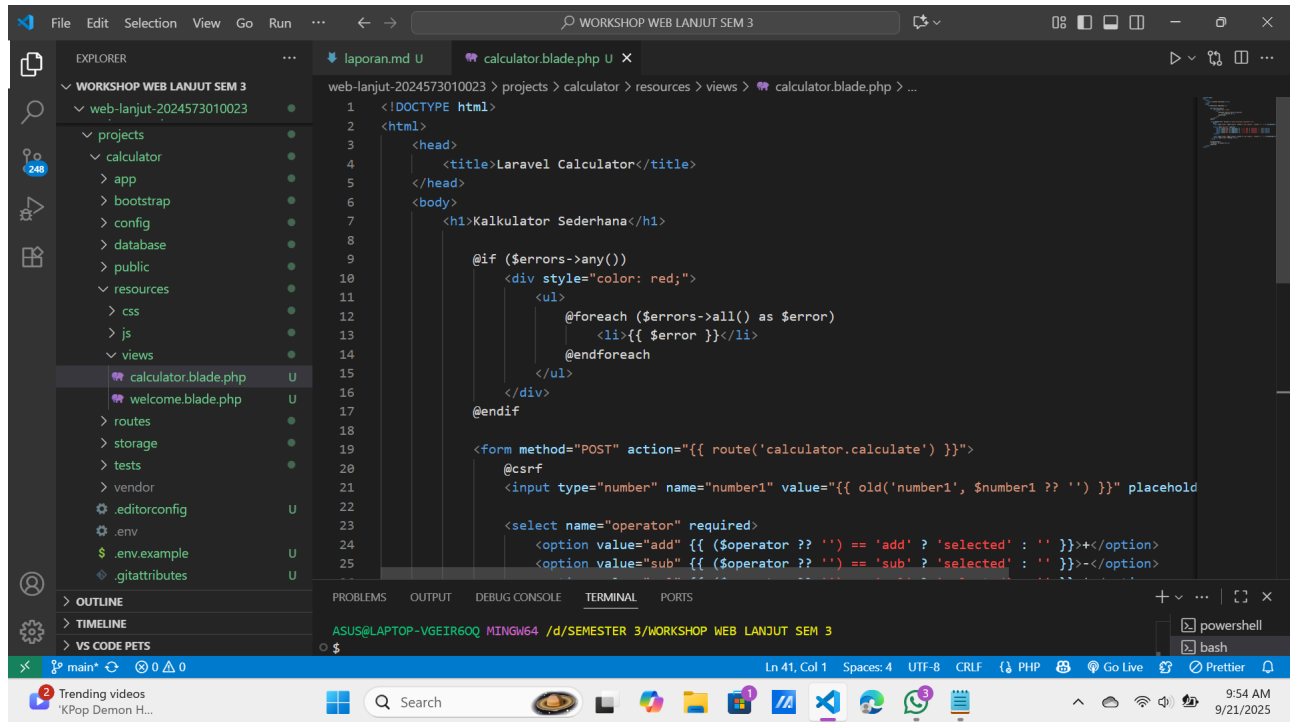 File Edit Selection View Go Run ··· WORKSHOP WEB LANJUT SEM 3
EXPLORER ···
WORKSHOP WEB LANJUT SEM 3
web-lanjut-2024573010023
projects
calculator
app
bootstrap
config
database
public
resources
css
js
views
calculator.blade.php U
welcome.blade.php U
routes
storage
tests
vendor
.editorconfig U
.env
$ .env.example U
.gitattributes U
OUTLINE
TIMELINE
VS CODE PETS
248
laporan.md U calculator.blade.php U
web-lanjut-2024573010023 > projects > calculator > resources > views > calculator.blade.php > ...
1 <!DOCTYPE html>
2 <html>
3 <head>
4 <title>Laravel Calculator</title>
5 </head>
6 <body>
7 <h1>Kalkulator Sederhana</h1>
8
9 @if ($errors->any())
10 <div style="color: red;">
11 <ul>
12 @foreach ($errors->all() as $error)
13 <li>{{ $error }}</li>
14 @endforeach
15 </ul>
16 </div>
17 @endif
18
19 <form method="POST" action="{{ route('calculator.calculate') }}">
20 @csrf
21 <input type="number" name="number1" value="{{ old('number1', $number1 ?? '') }}" placehold
22
23 <select name="operator" required>
24 <option value="add" {{ ($operator ?? '') == 'add' ? 'selected' : '' }}>+</option>
25 <option value="sub" {{ ($operator ?? '') == 'sub' ? 'selected' : '' }}>-</option>
PROBLEMS OUTPUT DEBUG CONSOLE TERMINAL PORTS
ASUS@LAPTOP-VGEIR6OQ MINGW64 /d/SEMESTER 3/WORKSHOP WEB LANJUT SEM 3
$
powershell
bash
main* 0 0 Ln 41, Col 1 Spaces: 4 UTF-8 CRLF PHP Go Live Prettier
2 Trending videos
'KPop Demon H...
Search
1
3
9:54 AM
9/21/2025